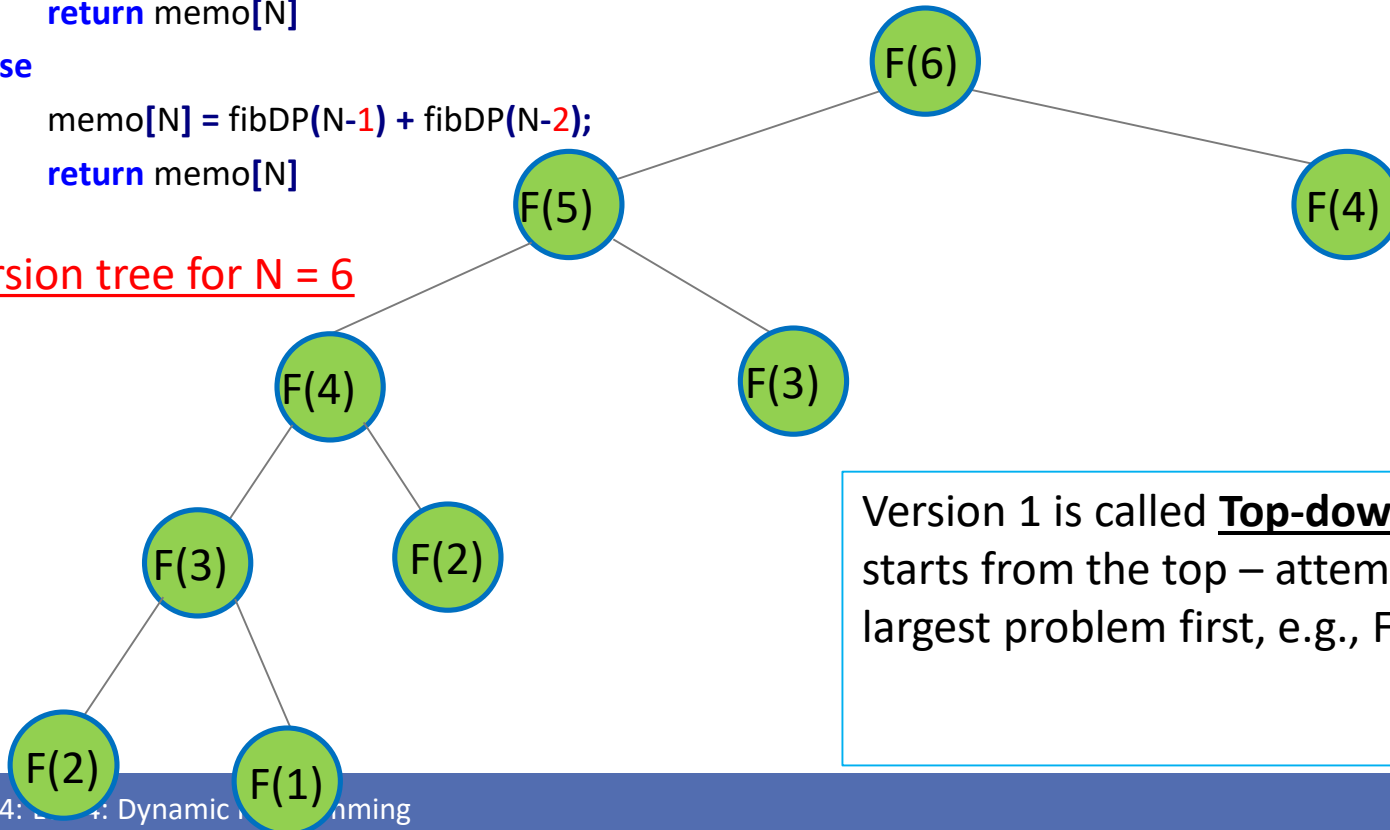 return memo[N]
se
memo[N] = fibDP(N-1) + fibDP(N-2);
return memo[N]
rsion tree for N = 6
F(6)
F(5)
F(4)
F(4)
F(3)
F(3)
F(2)
F(2)
F(1)
Version 1 is called Top-dow
starts from the top – attem
largest problem first, e.g., F
4: 4: Dynamic mming